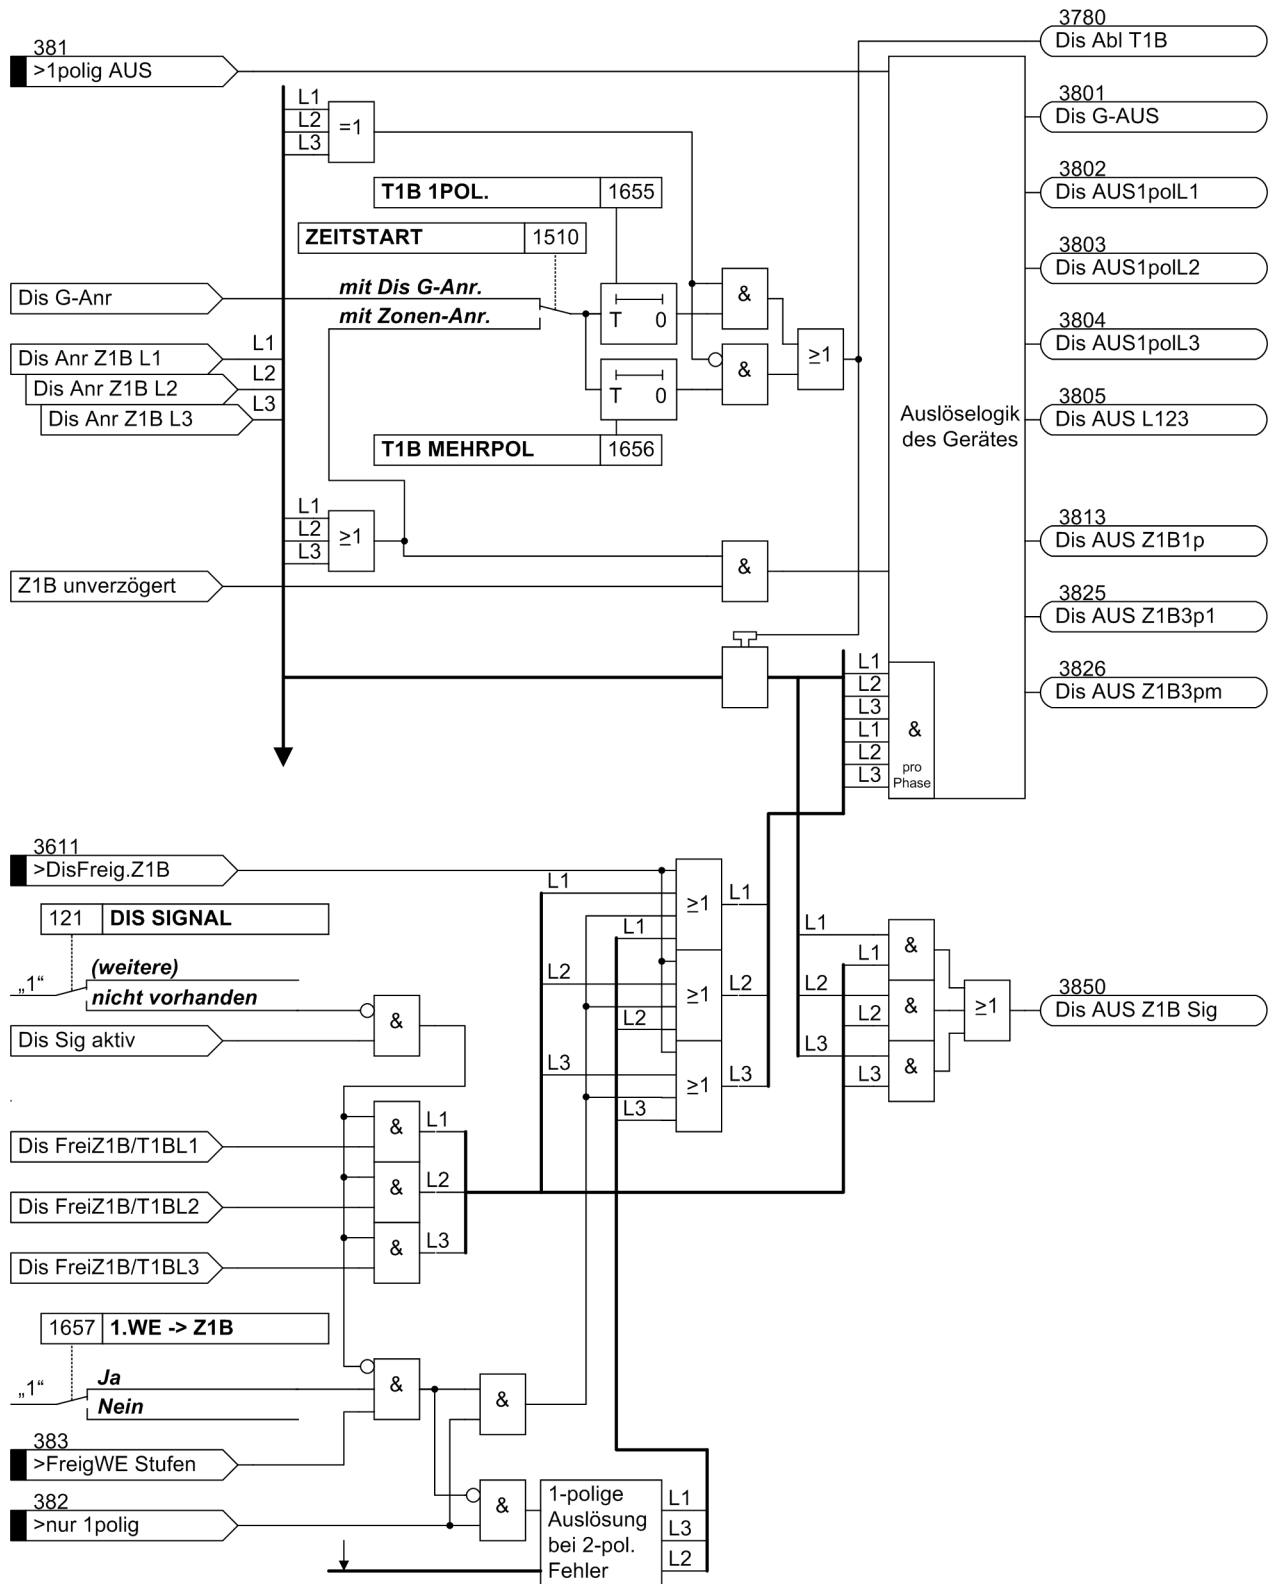 3780
Dis Abl T1B
381
>1polig AUS
3801
Dis G-AUS
L1
L2
L3
=1
3802
Dis AUS1polL1
T1B 1POL.
1655
ZEITSTART
1510
3803
Dis AUS1polL2
Dis G-Anr
mit Dis G-Anr.
mit Zonen-Anr.
T
0
&
3804
Dis AUS1polL3
Dis Anr Z1B L1
L1
Dis Anr Z1B L2
L2
Dis Anr Z1B L3
L3
T
0
&
≥1
3805
Dis AUS L123
Auslöselogik
des Gerätes
T1B MEHRPOL
1656
L1
L2
L3
≥1
3813
Dis AUS Z1B1p
Z1B unverzögert
&
3825
Dis AUS Z1B3p1
3826
Dis AUS Z1B3pm
L1
L2
L3
L1
L2
L3
&
pro
Phase
3611
>DisFreig.Z1B
L1
≥1
L1
L1
121
DIS SIGNAL
„1“
(weitere)
nicht vorhanden
&
Dis Sig aktiv
L2
≥1
L2
L2
L3
≥1
L3
L3
L1
L1
&
L2
L2
&
L3
L3
&
≥1
3850
Dis AUS Z1B Sig
Dis FreiZ1B/T1BL1
&
L1
Dis FreiZ1B/T1BL2
&
L2
Dis FreiZ1B/T1BL3
&
L3
1657
1.WE -> Z1B
„1“
Ja
Nein
&
&
383
>FreigWE Stufen
382
>nur 1polig
&
1-polige
Auslösung
bei 2-pol.
Fehler
L1
L3
L2